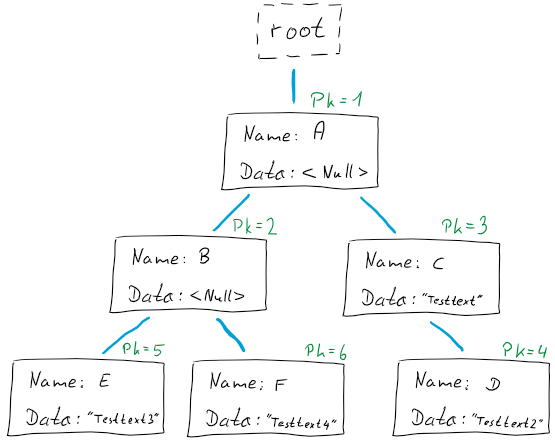 root
Pk=1
Name: A
Data: <Null>
Pk=2
Name: B
Data: <Null>
Pk=3
Name: C
Data: "Testtext"
Pk=5
Name: E
Data: "Testtext3"
Pk=6
Name: F
Data: "Testtext4"
Pk=4
Name: D
Data: "Testtext2"